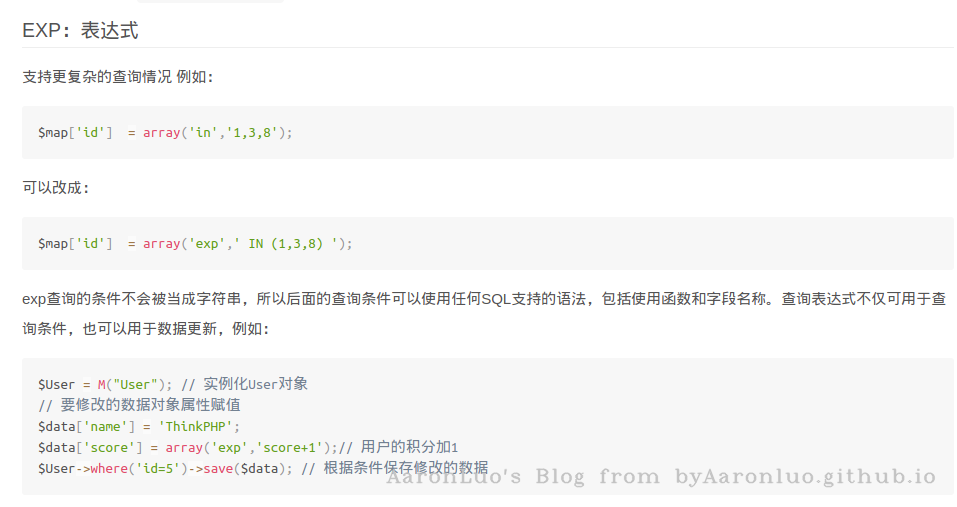 EXP：表达式
支持更复杂的查询情况 例如：
$map['id']  = array('in','1,3,8');
可以改成：
$map['id']  = array('exp',' IN (1,3,8) ');
exp查询的条件不会被当成字符串，所以后面的查询条件可以使用任何SQL支持的语法，包括使用函数和字段名称。查询表达式不仅可用于查
询条件，也可以用于数据更新，例如：
$User = M("User"); // 实例化User对象
// 要修改的数据对象属性赋值
$data['name'] = 'ThinkPHP';
$data['score'] = array('exp','score+1');// 用户的积分加1
$User->where('id=5')->save($data); // 根据条件保存修改的数据
AaronLuo's Blog from byAaronluo.github.io